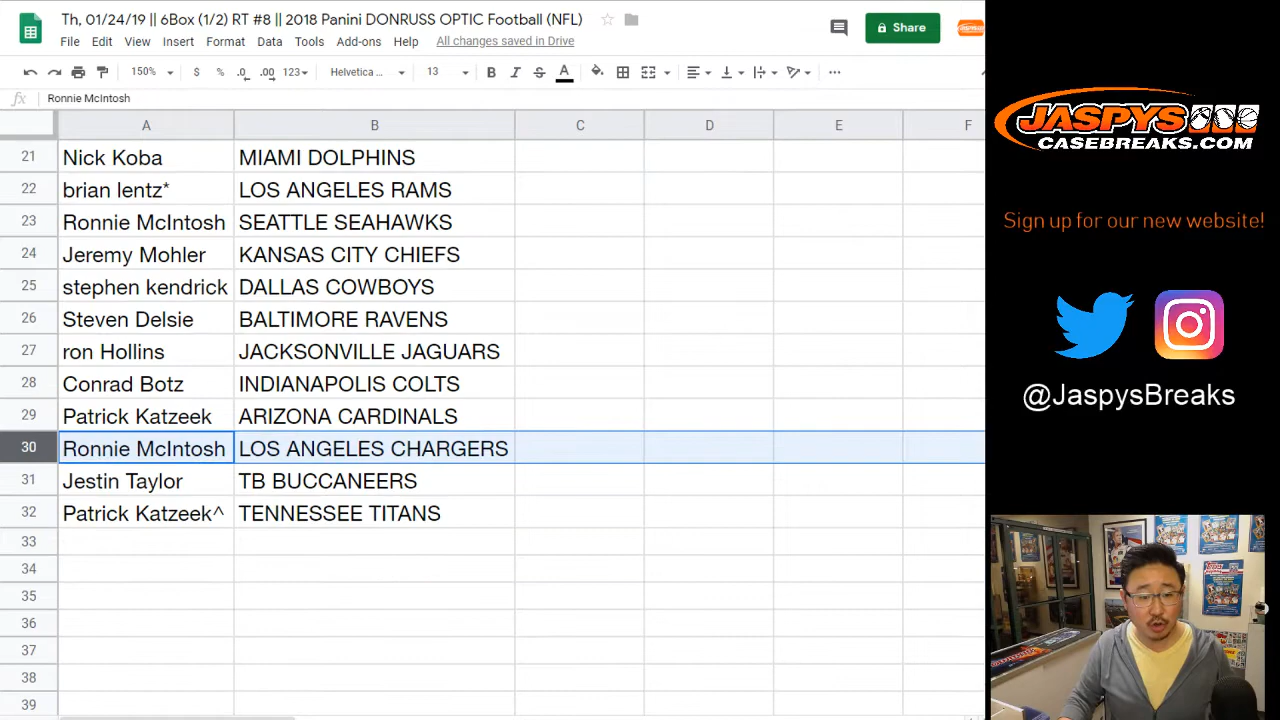 Th, 01/24/19 || 6Box (1/2) RT #8 || 2018 Panini DONRUSS OPTIC Football (NFL)
File Edit View Insert Format Data Tools Add-ons Help All changes saved in Drive
Share
150% $ % .0 .00 123 Helvetica ... 13 B I S A
fx Ronnie McIntosh
A B C D E F
21 Nick Koba MIAMI DOLPHINS
22 brian lentz* LOS ANGELES RAMS
23 Ronnie McIntosh SEATTLE SEAHAWKS
24 Jeremy Mohler KANSAS CITY CHIEFS
25 stephen kendrick DALLAS COWBOYS
26 Steven Delsie BALTIMORE RAVENS
27 ron Hollins JACKSONVILLE JAGUARS
28 Conrad Botz INDIANAPOLIS COLTS
29 Patrick Katzeek ARIZONA CARDINALS
30 Ronnie McIntosh LOS ANGELES CHARGERS
31 Jestin Taylor TB BUCCANEERS
32 Patrick Katzeek^ TENNESSEE TITANS
33
34
35
36
37
38
39
JASPYS
CASEBREAKS.COM
Sign up for our new website!
@JaspysBreaks